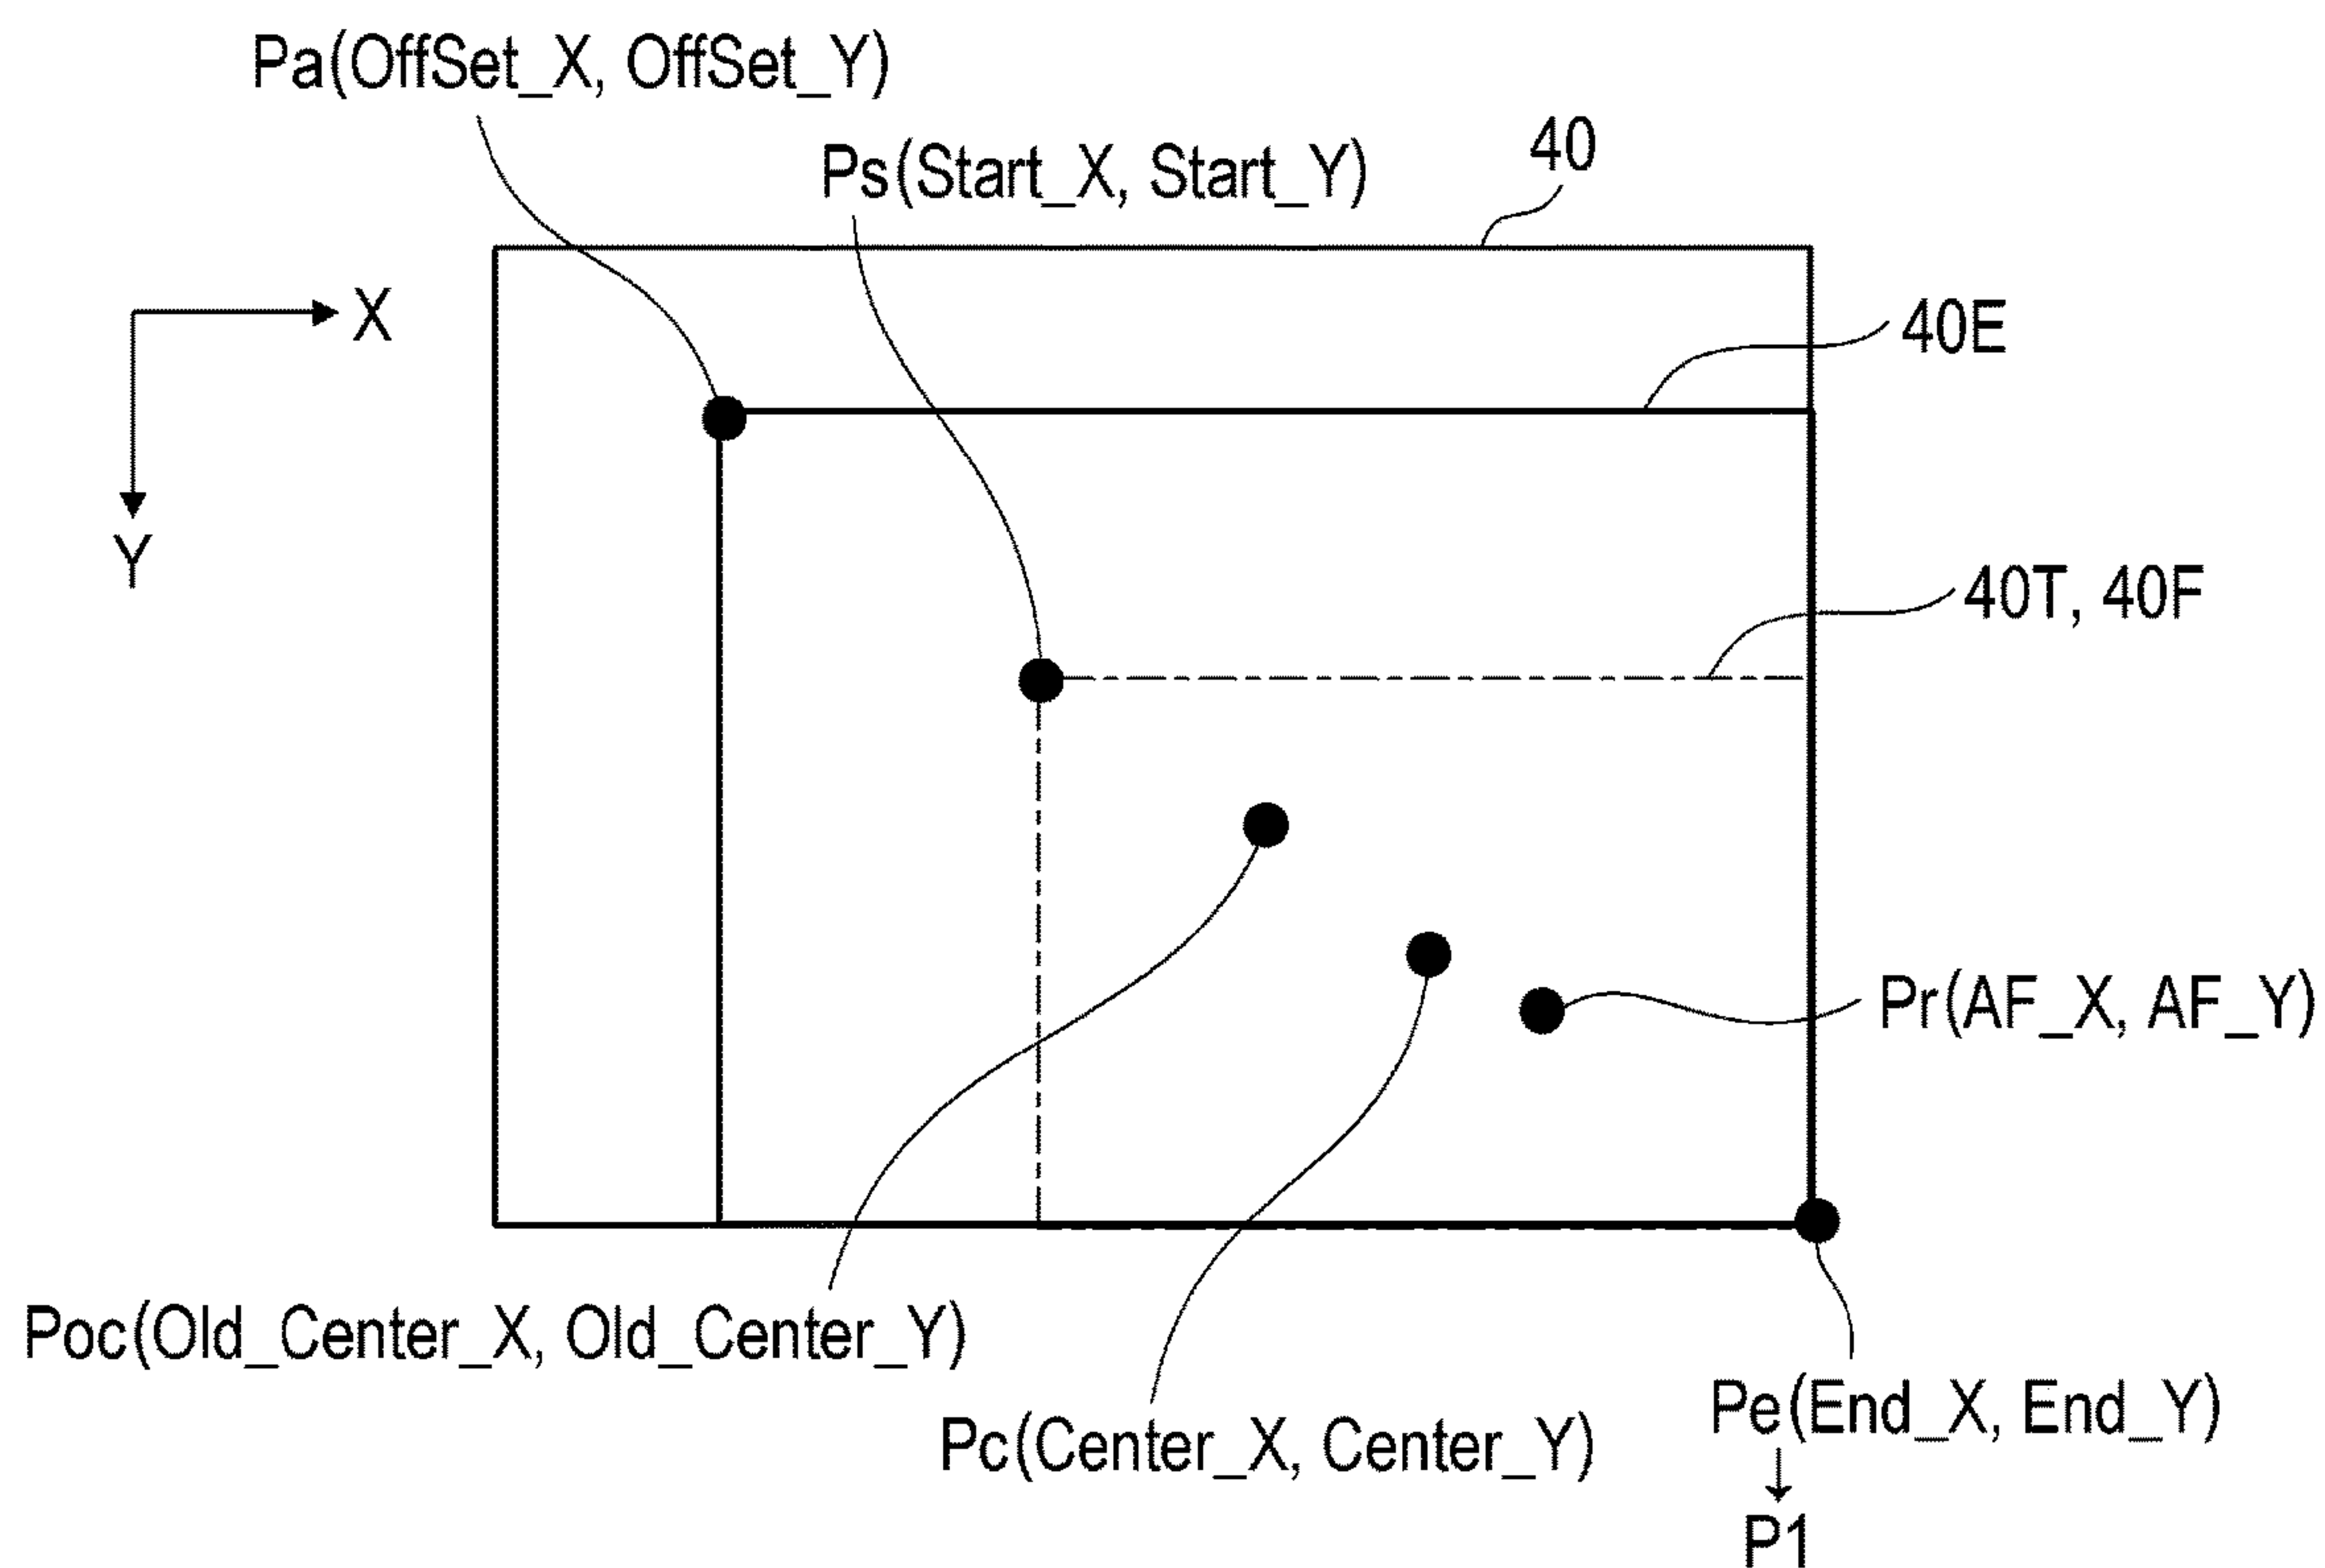 Pa(OffSet_X, OffSet_Y)
40
Ps(Start_X, Start_Y)
X
40E
Y
40T, 40F
Pr(AF_X, AF_Y)
Poc(Old_Center_X, Old_Center_Y)
Pe(End_X, End_Y)
Pc(Center_X, Center_Y)
P1